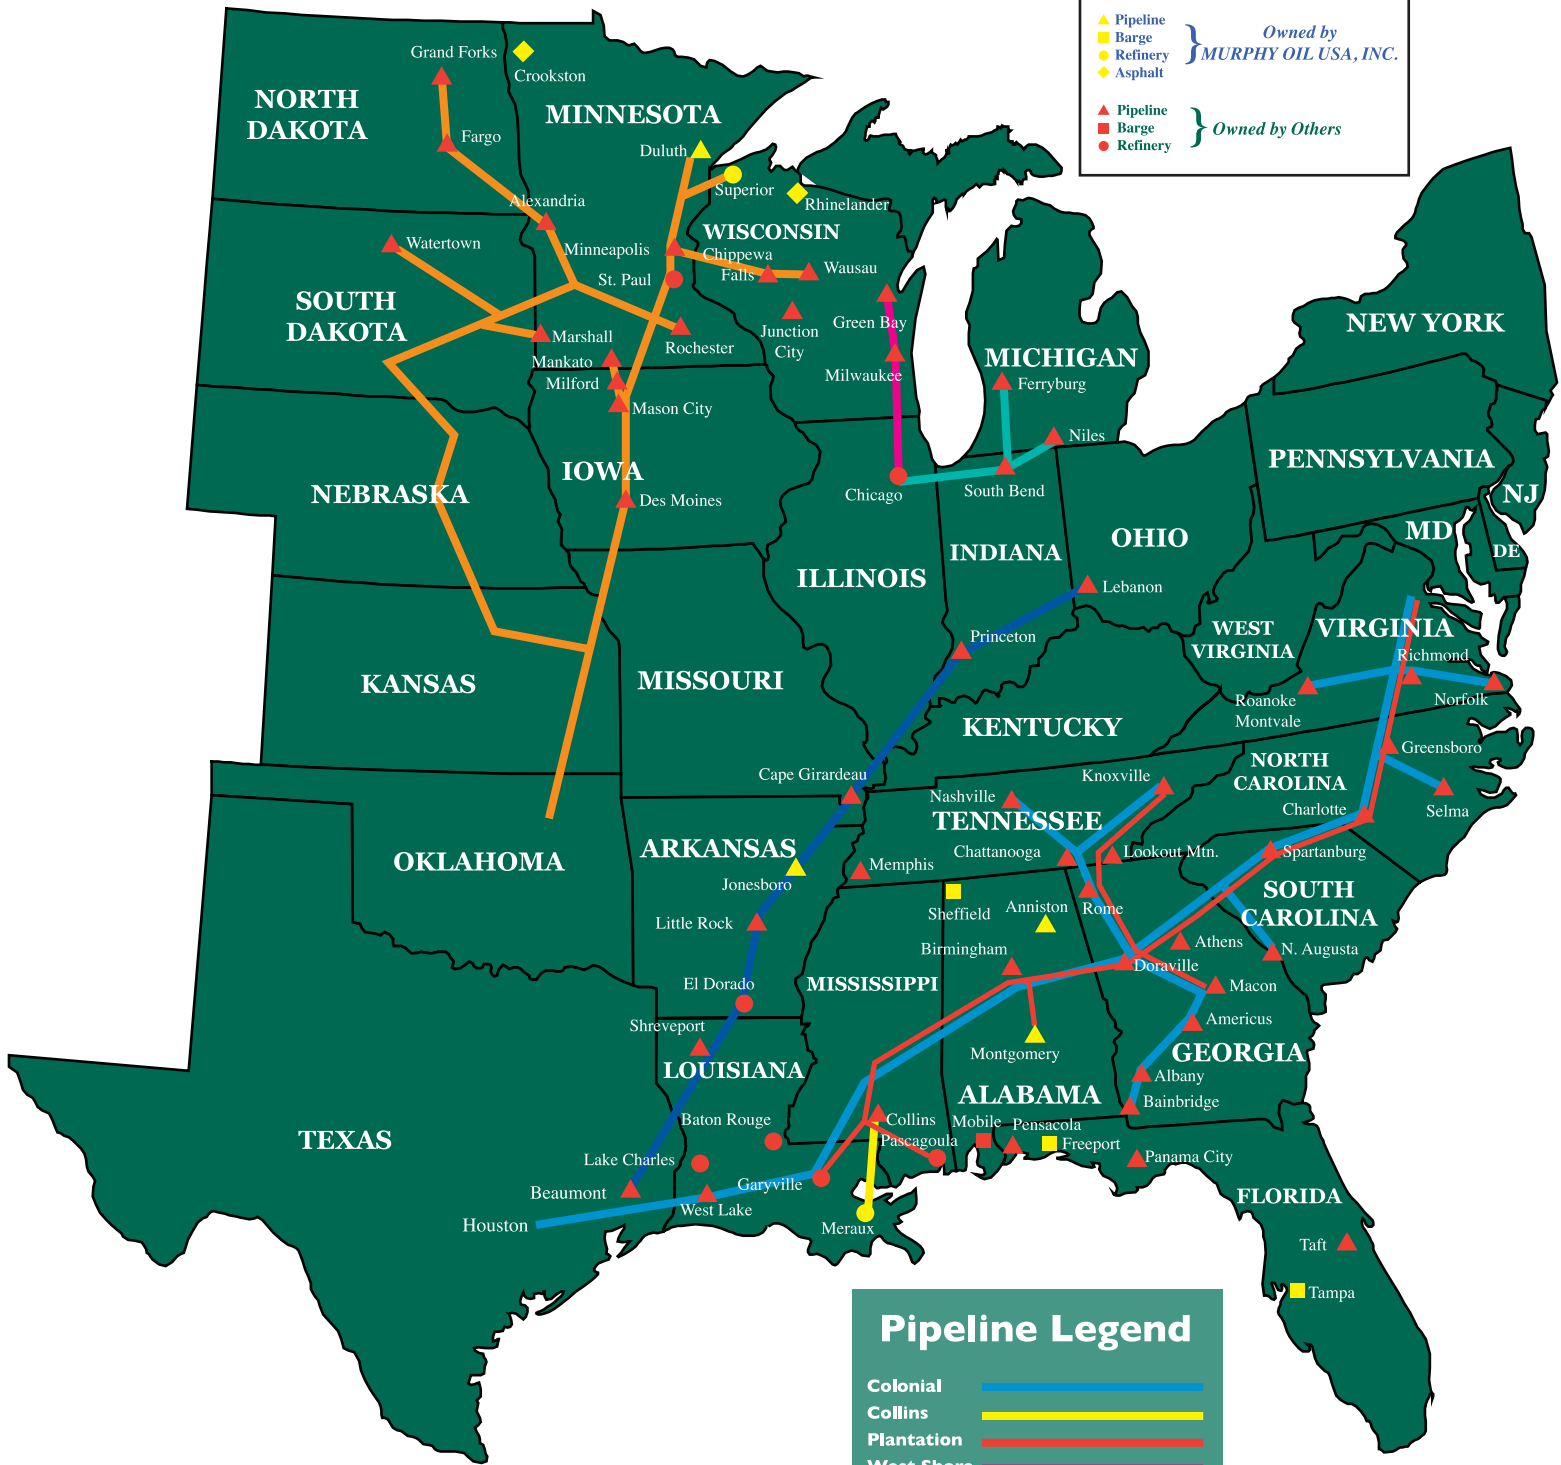 Pipeline
Barge
Refinery
Asphalt
Owned by
MURPHY OIL USA, INC.
Pipeline
Barge
Refinery
Owned by Others
Grand Forks
Crookston
NORTH
DAKOTA
MINNESOTA
Fargo
Duluth
Superior
Rhinelander
Alexandria
WISCONSIN
Watertown
Minneapolis
Chippewa
Falls
Wausau
St. Paul
SOUTH
DAKOTA
Green Bay
Junction
City
NEW YORK
Marshall
Rochester
Mankato
MICHIGAN
Milwaukee
Milford
Ferryburg
Mason City
Niles
PENNSYLVANIA
IOWA
NEBRASKA
Chicago
South Bend
NJ
Des Moines
MD
OHIO
DE
INDIANA
ILLINOIS
Lebanon
WEST
VIRGINIA
VIRGINIA
Princeton
Richmond
KANSAS
MISSOURI
Roanoke
Montvale
Norfolk
KENTUCKY
Greensboro
NORTH
CAROLINA
Cape Girardeau
Knoxville
Nashville
Charlotte
Selma
TENNESSEE
ARKANSAS
Chattanooga
Lookout Mtn.
Spartanburg
OKLAHOMA
Memphis
Jonesboro
SOUTH
CAROLINA
Sheffield
Anniston
Rome
Little Rock
Birmingham
Athens
N. Augusta
Doraville
El Dorado
MISSISSIPPI
Macon
Shreveport
Americus
Montgomery
GEORGIA
LOUISIANA
Albany
ALABAMA
Bainbridge
Baton Rouge
Collins
Mobile
Pensacola
TEXAS
Pascagoula
Freeport
Lake Charles
Panama City
Beaumont
Garyville
West Lake
FLORIDA
Houston
Meraux
Taft
Tampa
Pipeline Legend
Colonial
Collins
Plantation
West Shore